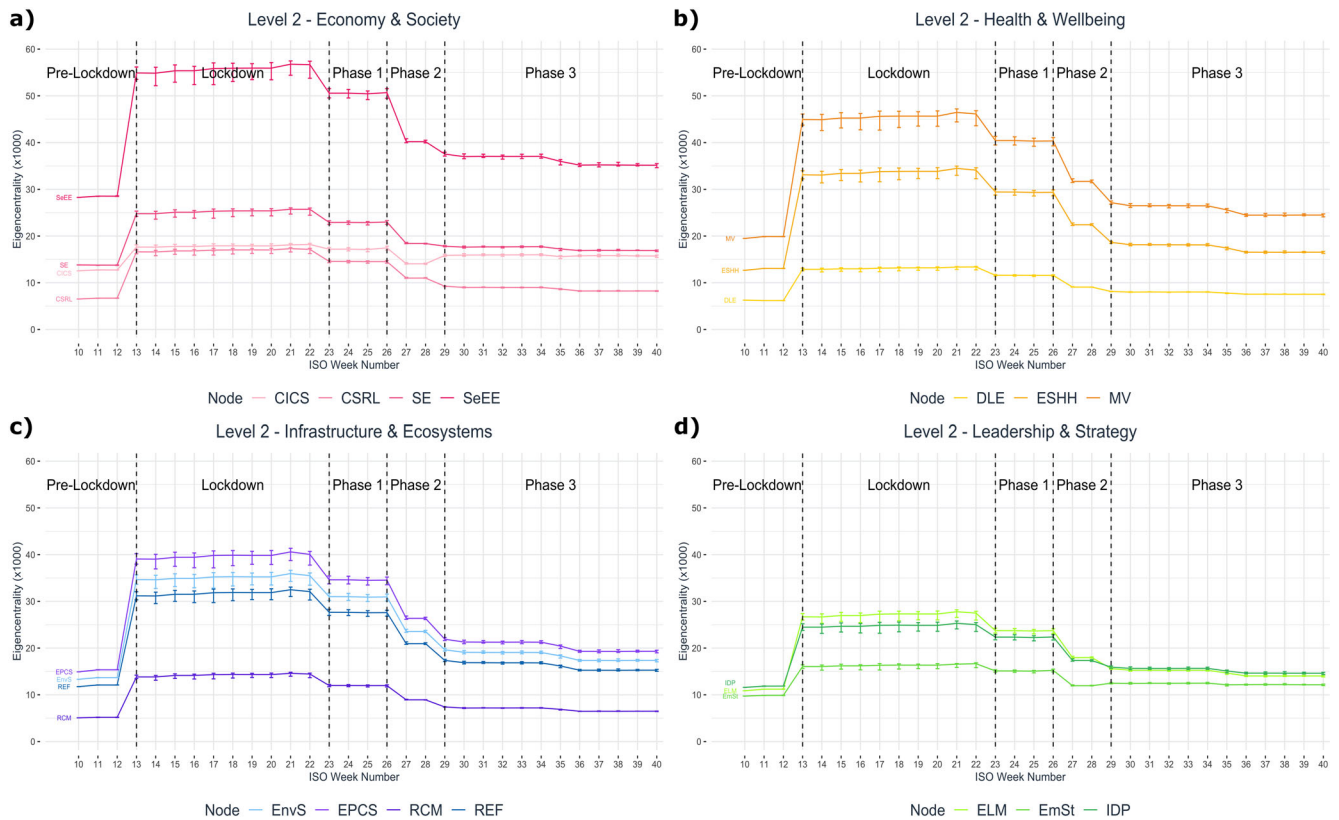 a)
Level 2 - Economy & Society
Eigencentrality (x1000)
60
50
40
30
20
10
0
Pre-Lockdown
Lockdown
Phase 1
Phase 2
Phase 3
SeEE
SE
CICS
CSRL
10 11 12 13 14 15 16 17 18 19 20 21 22 23 24 25 26 27 28 29 30 31 32 33 34 35 36 37 38 39 40
ISO Week Number
Node CICS CSRL SE SeEE
b)
Level 2 - Health & Wellbeing
Eigencentrality (x1000)
60
50
40
30
20
10
0
Pre-Lockdown
Lockdown
Phase 1
Phase 2
Phase 3
MV
ESHH
DLE
10 11 12 13 14 15 16 17 18 19 20 21 22 23 24 25 26 27 28 29 30 31 32 33 34 35 36 37 38 39 40
ISO Week Number
Node DLE ESHH MV
c)
Level 2 - Infrastructure & Ecosystems
Eigencentrality (x1000)
60
50
40
30
20
10
0
Pre-Lockdown
Lockdown
Phase 1
Phase 2
Phase 3
EPCS
EnvS
REF
RCM
10 11 12 13 14 15 16 17 18 19 20 21 22 23 24 25 26 27 28 29 30 31 32 33 34 35 36 37 38 39 40
ISO Week Number
Node EnvS EPCS RCM REF
d)
Level 2 - Leadership & Strategy
Eigencentrality (x1000)
60
50
40
30
20
10
0
Pre-Lockdown
Lockdown
Phase 1
Phase 2
Phase 3
IDP
ELM
EmSt
10 11 12 13 14 15 16 17 18 19 20 21 22 23 24 25 26 27 28 29 30 31 32 33 34 35 36 37 38 39 40
ISO Week Number
Node ELM EmSt IDP